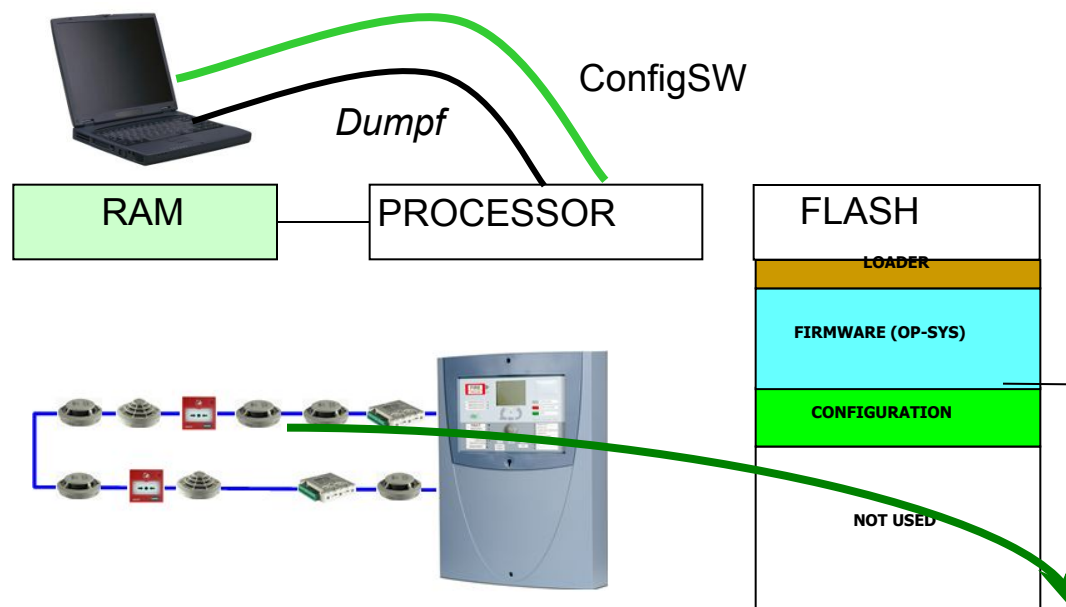 ConfigSW
Dumpf
RAM
PROCESSOR
FLASH
LOADER
FIRMWARE (OP-SYS)
CONFIGURATION
NOT USED